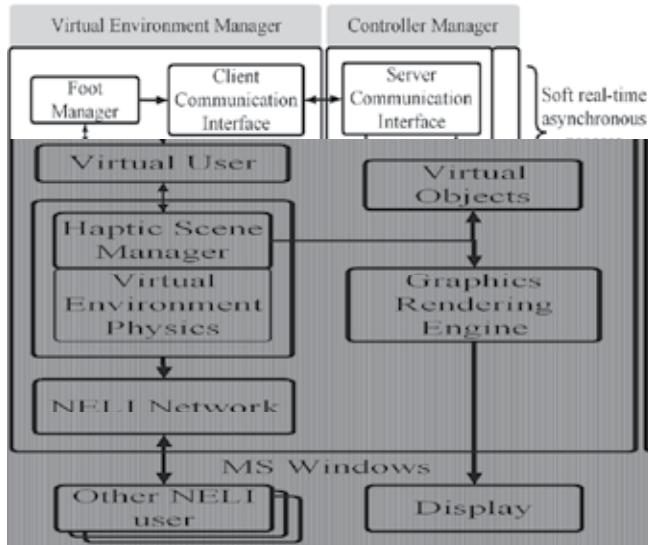 Virtual Environment Manager
Controller Manager
Foot
Manager
Client
Communication
Interface
Server
Communication
Interface
Soft real-time
asynchronous
Virtual User
Virtual
Objects
Haptic Scene
Manager
Virtual
Environment
Physics
Graphics
Rendering
Engine
NELI Network
MS Windows
Other NELI
user
Display